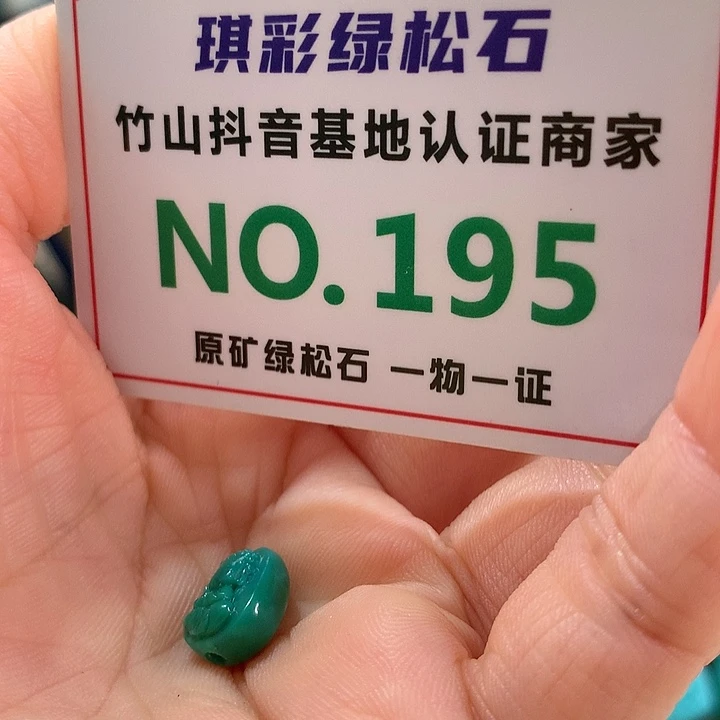 琪彩绿松石
竹山抖音基地认证商家
NO.195
原矿绿松石 一物一证